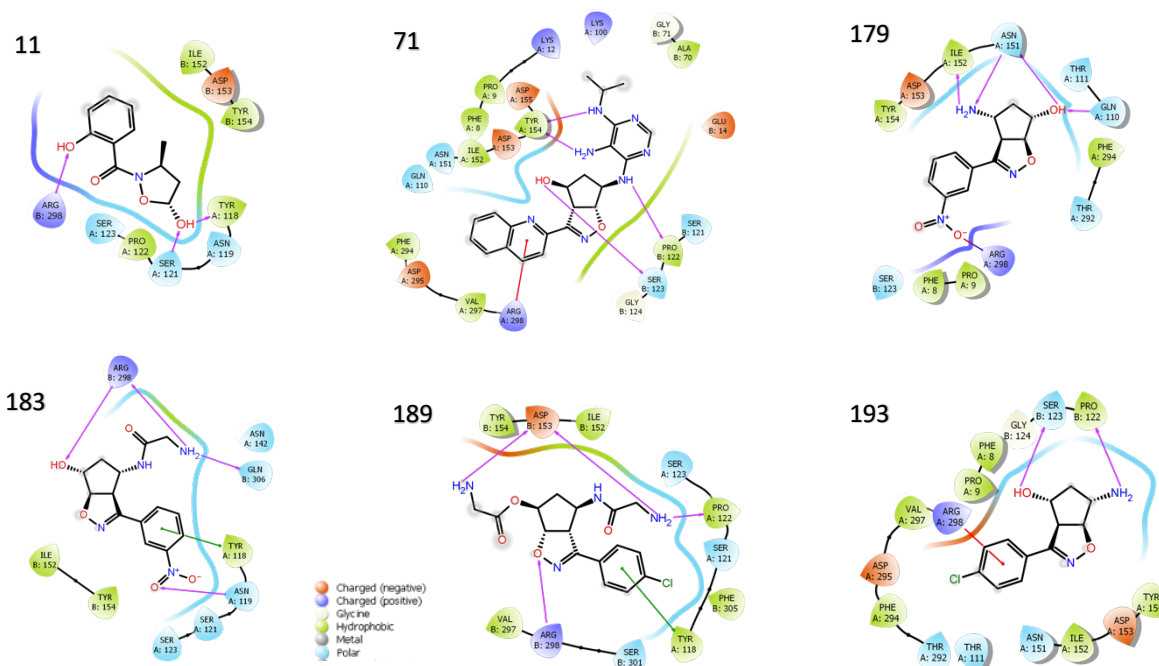 11
ILE
B: 152
ASP
B: 153
TYR
B: 154
HO
O
N
O
OH
ARG
B: 298
SER
A: 123
PRO
A: 122
SER
A: 121
ASN
A: 119
TYR
A: 118
71
LYS
A: 12
LYS
A: 100
GLY
B: 71
ALA
B: 70
PRO
A: 9
ASP
A: 155
PHE
A: 8
TYR
A: 154
ASP
A: 153
ILE
A: 152
ASN
A: 151
GLN
A: 110
GLU
B: 14
HN
N
N
H₂N
NH
HO
N
N
O
SER
B: 121
PRO
B: 122
SER
B: 123
GLY
B: 124
PHE
A: 294
ASP
A: 295
VAL
A: 297
ARG
A: 298
179
ILE
A: 152
ASN
A: 151
THR
A: 111
GLN
A: 110
ASP
A: 153
TYR
A: 154
PHE
A: 294
THR
A: 292
H₂N
OH
O
N
N⁺
O
O⁻
ARG
A: 298
SER
B: 123
PHE
A: 8
PRO
A: 9
183
ARG
B: 298
O
NH₂
NH
HO
O
N
N⁺
O⁻
O
ASN
A: 142
GLN
B: 306
TYR
A: 118
ASN
A: 119
SER
A: 121
SER
A: 123
ILE
B: 152
TYR
B: 154
189
TYR
B: 154
ASP
B: 153
ILE
B: 152
SER
A: 123
PRO
A: 122
SER
A: 121
PHE
B: 305
TYR
A: 118
SER
B: 301
ARG
B: 298
VAL
B: 297
H₂N
O
O
HN
O
NH₂
O
N
Cl
Charged (negative)
Charged (positive)
Glycine
Hydrophobic
Metal
Polar
193
SER
B: 123
PRO
B: 122
GLY
B: 124
PHE
A: 8
PRO
A: 9
VAL
A: 297
ARG
A: 298
ASP
A: 295
PHE
A: 294
THR
A: 292
THR
A: 111
ASN
A: 151
ILE
A: 152
ASP
A: 153
HO
NH₂
O
N
Cl